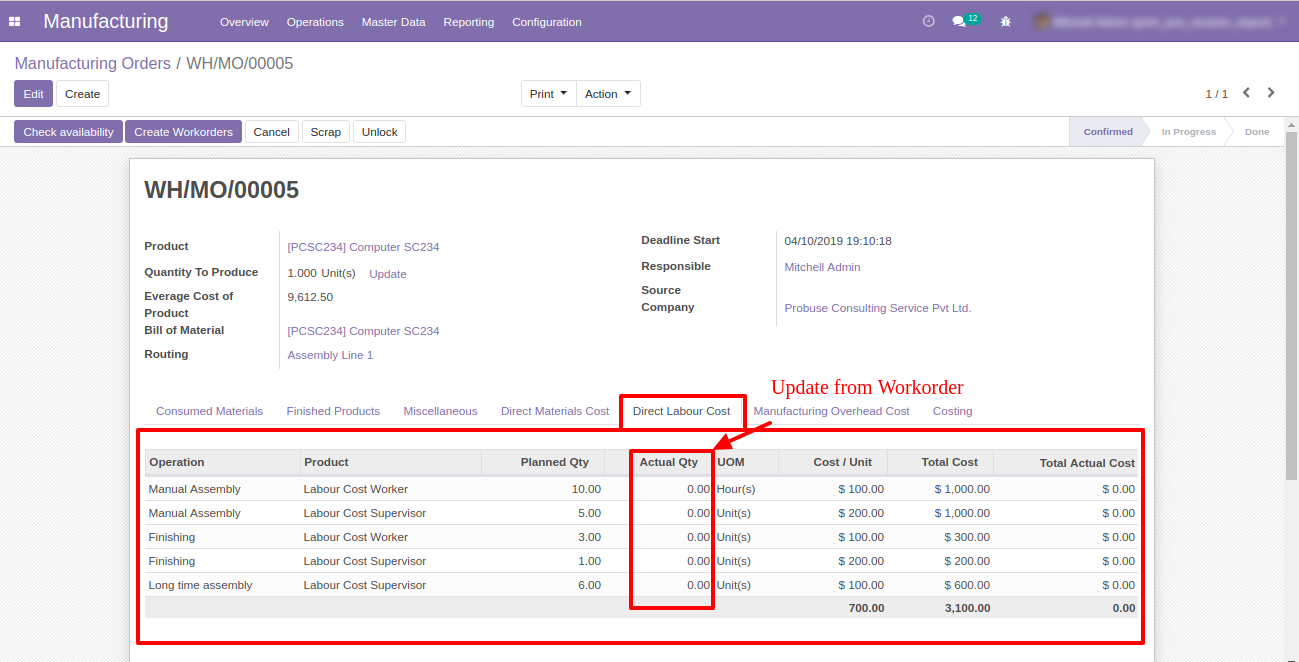 Manufacturing Overview Operations Master Data Reporting Configuration 12
Manufacturing Orders / WH/MO/00005
Edit Create Print Action 1 / 1
Check availability Create Workorders Cancel Scrap Unlock Confirmed In Progress Done
WH/MO/00005
Product [PCSC234] Computer SC234
Quantity To Produce 1.000 Unit(s) Update
Everage Cost of 9,612.50
Product
Bill of Material [PCSC234] Computer SC234
Routing Assembly Line 1
Deadline Start 04/10/2019 19:10:18
Responsible Mitchell Admin
Source
Company Probuse Consulting Service Pvt Ltd.
Update from Workorder
Consumed Materials Finished Products Miscellaneous Direct Materials Cost Direct Labour Cost Manufacturing Overhead Cost Costing
Operation Product Planned Qty Actual Qty UOM Cost / Unit Total Cost Total Actual Cost
Manual Assembly Labour Cost Worker 10.00 0.00 Hour(s) $ 100.00 $ 1,000.00 $ 0.00
Manual Assembly Labour Cost Supervisor 5.00 0.00 Unit(s) $ 200.00 $ 1,000.00 $ 0.00
Finishing Labour Cost Worker 3.00 0.00 Unit(s) $ 100.00 $ 300.00 $ 0.00
Finishing Labour Cost Supervisor 1.00 0.00 Unit(s) $ 200.00 $ 200.00 $ 0.00
Long time assembly Labour Cost Supervisor 6.00 0.00 Unit(s) $ 100.00 $ 600.00 $ 0.00
700.00 3,100.00 0.00